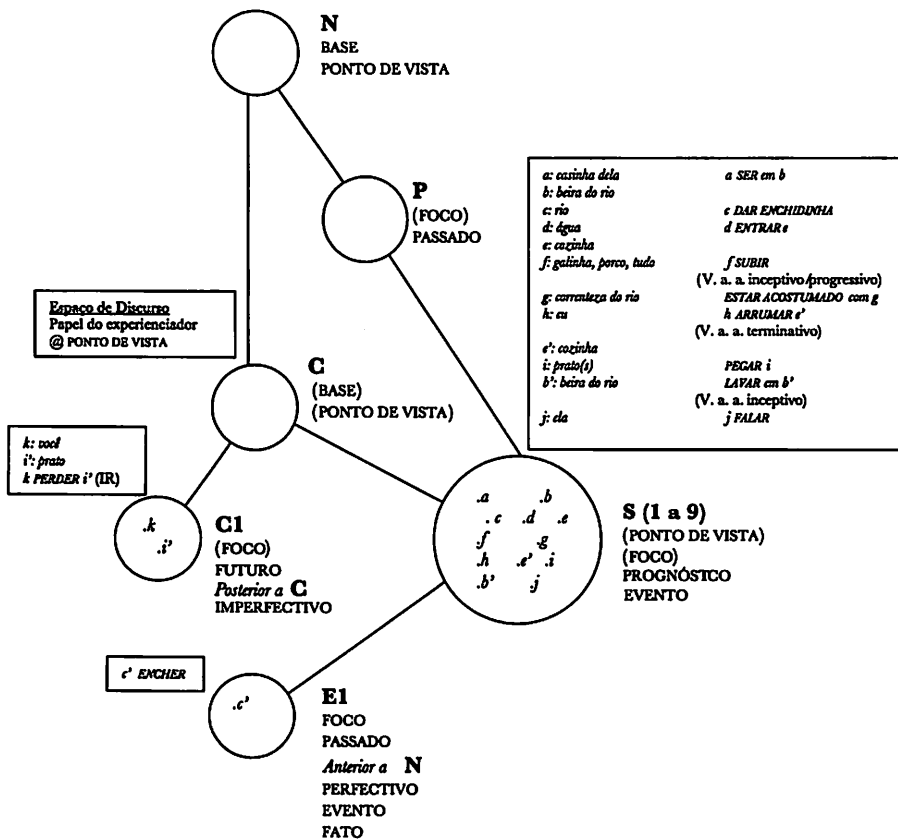 N
BASE
PONTO DE VISTA
P
(FOCO)
PASSADO
a: casinha dela a SER em b
b: beira do rio
c: rio c DAR ENCHIDINHA
d: água d ENTRAR e
e: cozinha
f: galinha, porco, tudo f SUBIR
(V. a. a. inceptivo/progressivo)
g: correnteza do rio ESTAR ACOSTUMADO com g
h: eu h ARRUMAR e'
(V. a. a. terminativo)
e': cozinha
i: prato(s) PEGAR i
b': beira do rio LAVAR em b'
(V. a. a. inceptivo)
j: ela j FALAR
Espaço de Discurso
Papel do experienciador
@ PONTO DE VISTA
C
(BASE)
(PONTO DE VISTA)
k: você
i': prato
k PERDER i' (IR)
.k
.i'
C1
(FOCO)
FUTURO
Posterior a C
IMPERFECTIVO
.a .b
.c .d .e
.f .g
.h .e' .i
.b' .j
S (1 a 9)
(PONTO DE VISTA)
(FOCO)
PROGNÓSTCO
EVENTO
c' ENCHER
.c'
E1
FOCO
PASSADO
Anterior a N
PERFECTIVO
EVENTO
FATO